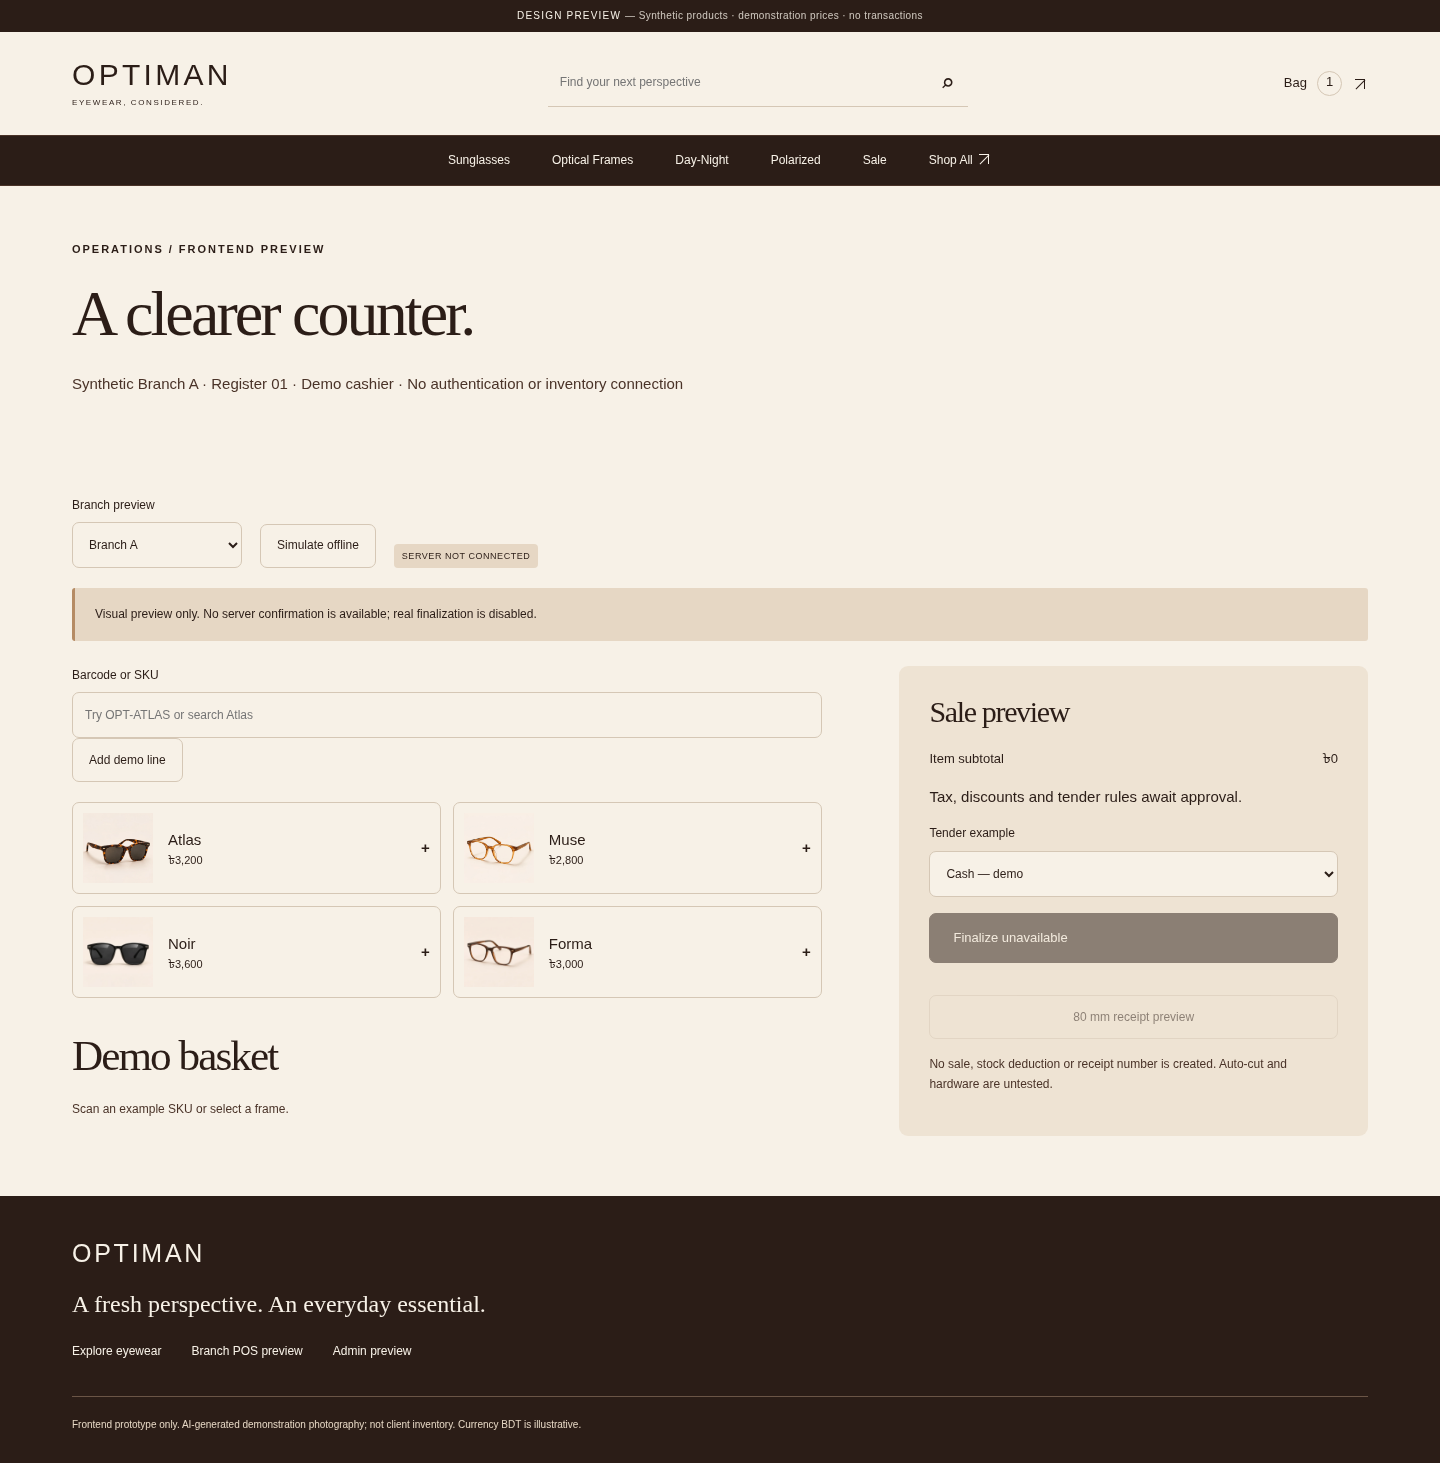 DESIGN PREVIEW — Synthetic products · demonstration prices · no transactions
OPTIMAN
EYEWEAR, CONSIDERED.
Find your next perspective
Bag 1
Sunglasses Optical Frames Day-Night Polarized Sale Shop All
OPERATIONS / FRONTEND PREVIEW
A clearer counter.
Synthetic Branch A · Register 01 · Demo cashier · No authentication or inventory connection
Branch preview
Branch A
Simulate offline
SERVER NOT CONNECTED
Visual preview only. No server confirmation is available; real finalization is disabled.
Barcode or SKU
Try OPT-ATLAS or search Atlas
Add demo line
Atlas
৳3,200
+
Muse
৳2,800
+
Noir
৳3,600
+
Forma
৳3,000
+
Demo basket
Scan an example SKU or select a frame.
Sale preview
Item subtotal ৳0
Tax, discounts and tender rules await approval.
Tender example
Cash — demo
Finalize unavailable
80 mm receipt preview
No sale, stock deduction or receipt number is created. Auto-cut and
hardware are untested.
OPTIMAN
A fresh perspective. An everyday essential.
Explore eyewear Branch POS preview Admin preview
Frontend prototype only. AI-generated demonstration photography; not client inventory. Currency BDT is illustrative.